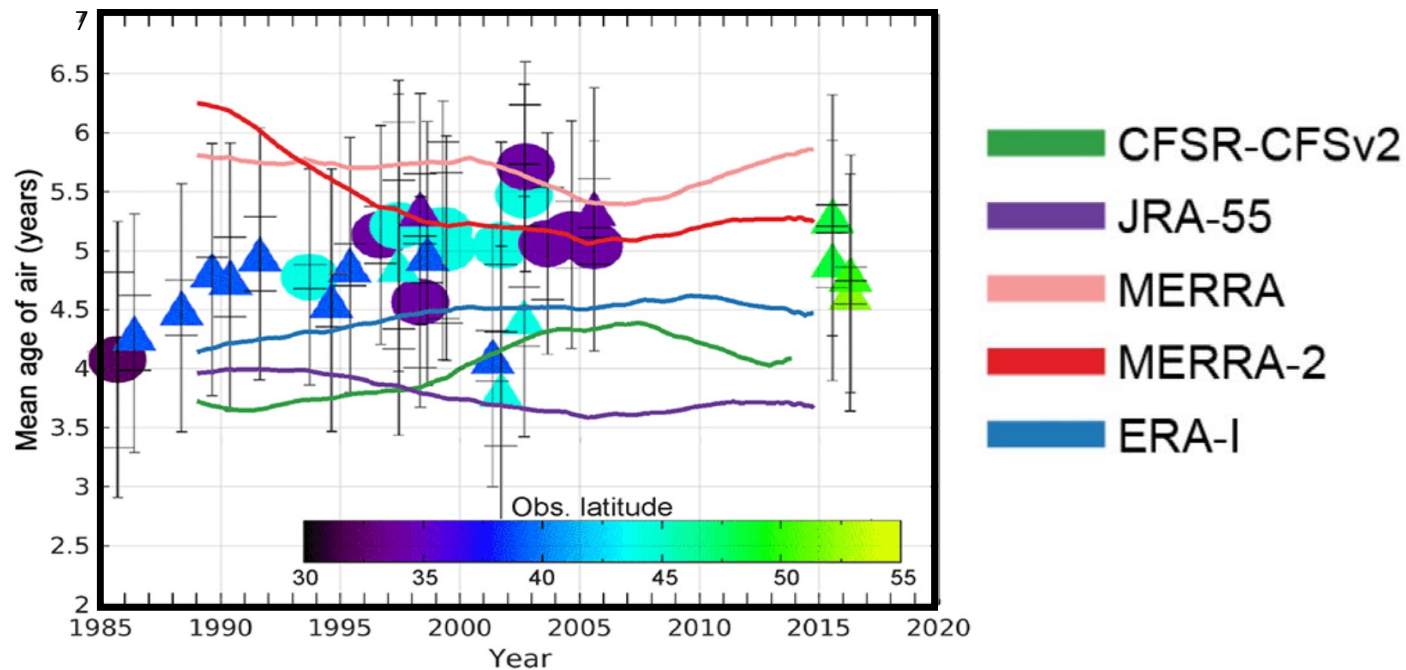 7
6.5
6
5.5
5
4.5
4
3.5
3
2.5
2
Mean age of air (years)
1985 1990 1995 2000 2005 2010 2015 2020
Year
Obs. latitude
30 35 40 45 50 55
CFSR-CFSv2
JRA-55
MERRA
MERRA-2
ERA-I